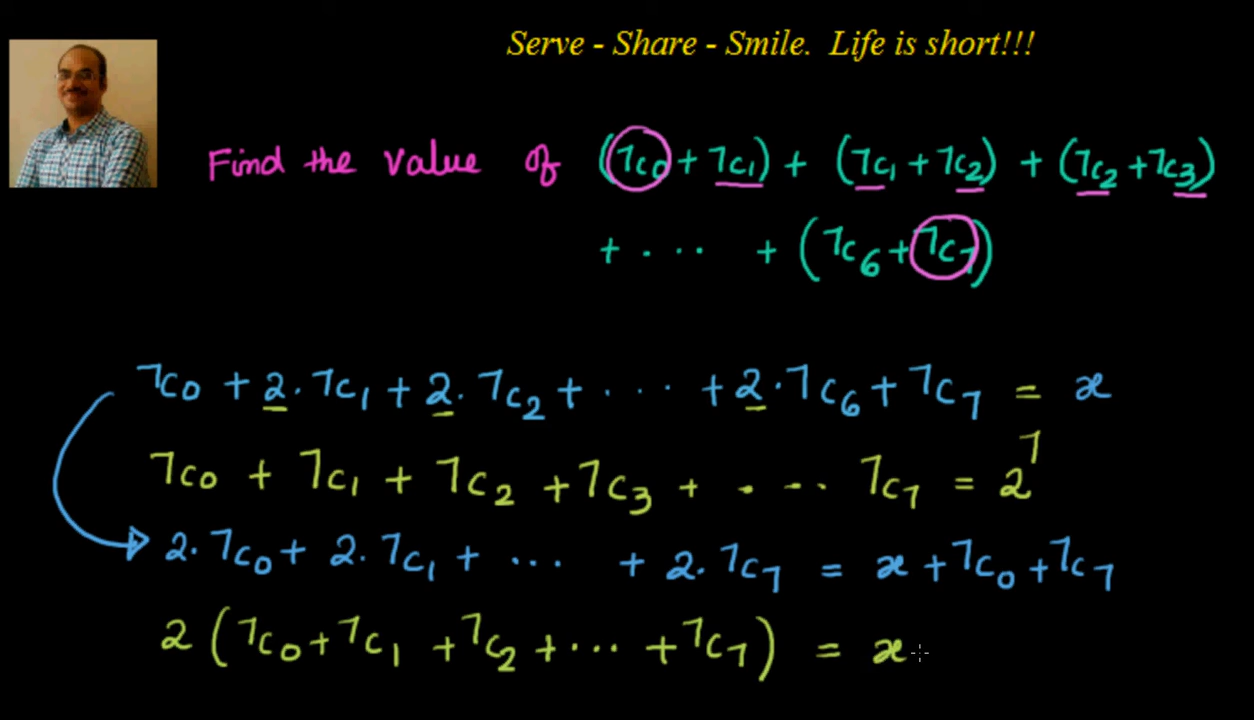 Serve - Share - Smile. Life is short!!!
Find the value of (7c0 + 7c1) + (7c1 + 7c2) + (7c2 + 7c3)
+ . . . . + (7c6 + 7c7)
7c0 + 2.7c1 + 2.7c2 + . . . + 2.7c6 + 7c7 = x
7c0 + 7c1 + 7c2 + 7c3 + . - - . 7c7 = 2^7
2.7c0 + 2.7c1 + ... + 2.7c7 = x + 7c0 + 7c7
2 (7c0 + 7c1 + 7c2 + ... + 7c7) = x